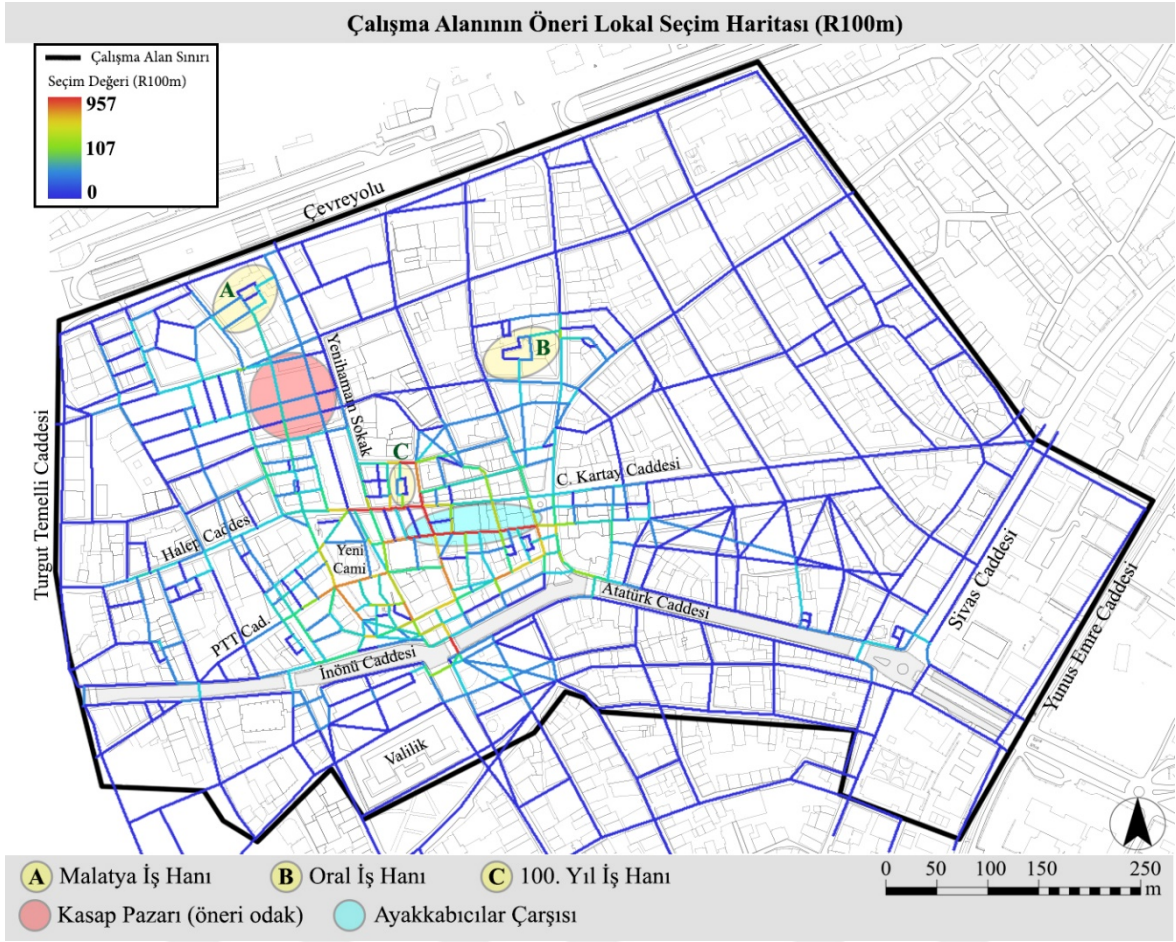 Çalışma Alanının Öneri Lokal Seçim Haritası (R100m)
Çalışma Alan Sınırı
Seçim Değeri (R100m)
957
107
0
Çevreyolu
A
Yenihamam Sokak
B
Turgut Temelli Caddesi
C
C. Kartay Caddesi
Halep Caddes
Yeni
Cami
PTT Cad.
İnönü Caddesi
Atatürk Caddesi
Sivas Caddesi
Yunus Emre Caddesi
Valilik
A Malatya İş Hanı
B Oral İş Hanı
C 100. Yıl İş Hanı
Kasap Pazarı (öneri odak)
Ayakkabıcılar Çarşısı
0 50 100 150 250
m